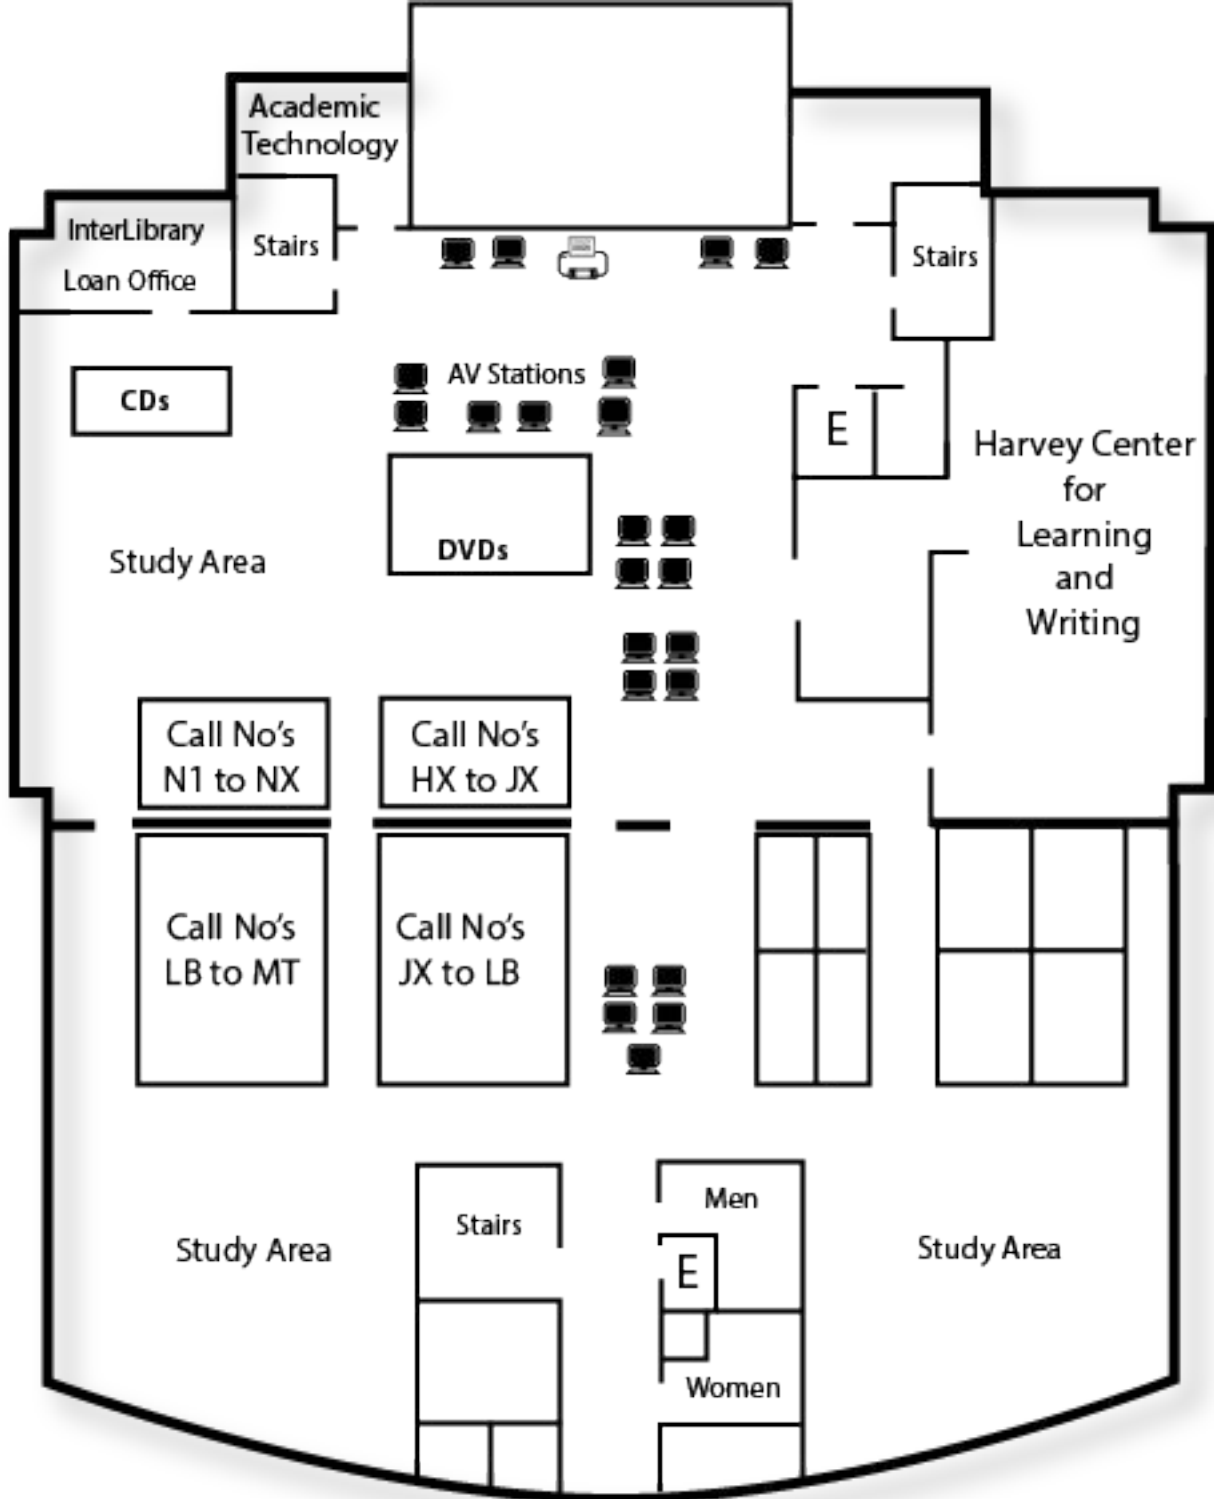 Academic
Technology
InterLibrary
Loan Office
Stairs
Stairs
AV Stations
CDs
E
DVDs
Study Area
Harvey Center
for
Learning
and
Writing
Call No's
N1 to NX
Call No's
HX to JX
Call No's
LB to MT
Call No's
JX to LB
Men
Stairs
Study Area
E
Study Area
Women